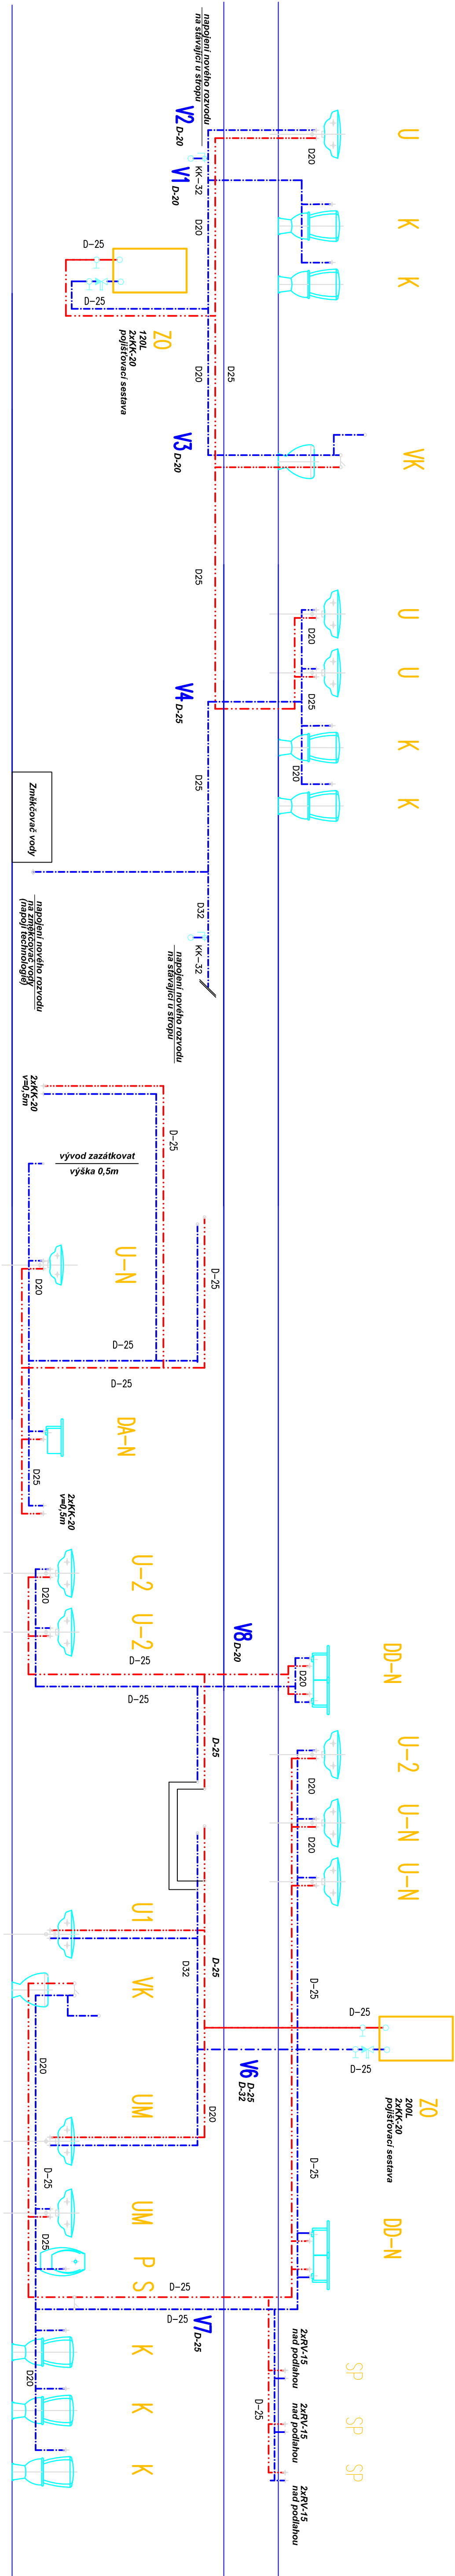 U
K
K
VK
U
U
K
K
napojení nového rozvodu
na stávající u stropu
V2 D-20
KK-32
V1 D-20
D20
D20
D-25
D-25
ZO
120L
2xKK-20
pojišťovací sestava
D20
D25
V3 D-20
D25
D20
D25
D20
V4 D-25
D25
Změkčovač vody
napojení nového rozvodu
na změkčovač vody
(napojí technologie)
D32
KK-32
napojení nového rozvodu
na stávající u stropu
2xKK-20
v=0,5m
D-25
vývod zazátkovat
výška 0,5m
U-N
D20
D-25
D-25
D-25
DA-N
D25
2xKK-20
v=0,5m
U-2
U-2
D20
D-25
D-25
V8 D-20
DD-N
D20
D-25
U-2
U-N
U-N
D20
D20
U1
VK
D32
D-25
D-25
D-25
D-25
ZO
200L
2xKK-20
pojišťovací sestava
V6 D-25
D-32
D20
D20
UM
D-25
UM
D25
P S
D-25
DD-N
D-25
D-25
V7 D-25
K
K
K
D20
D-25
2xRV-15
nad podlahou
2xRV-15
nad podlahou
2xRV-15
nad podlahou
SP
SP
SP